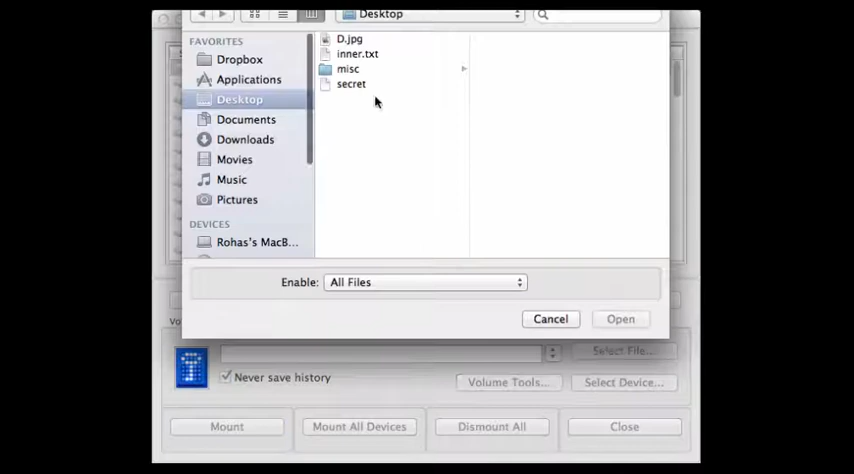 Desktop
FAVORITES
Dropbox
Applications
Desktop
Documents
Downloads
Movies
Music
Pictures
DEVICES
Rohas's MacB...
D.jpg
inner.txt
misc
secret
Enable: All Files
Cancel Open
Vo
Select File...
Never save history
Volume Tools... Select Device...
Mount Mount All Devices Dismount All Close